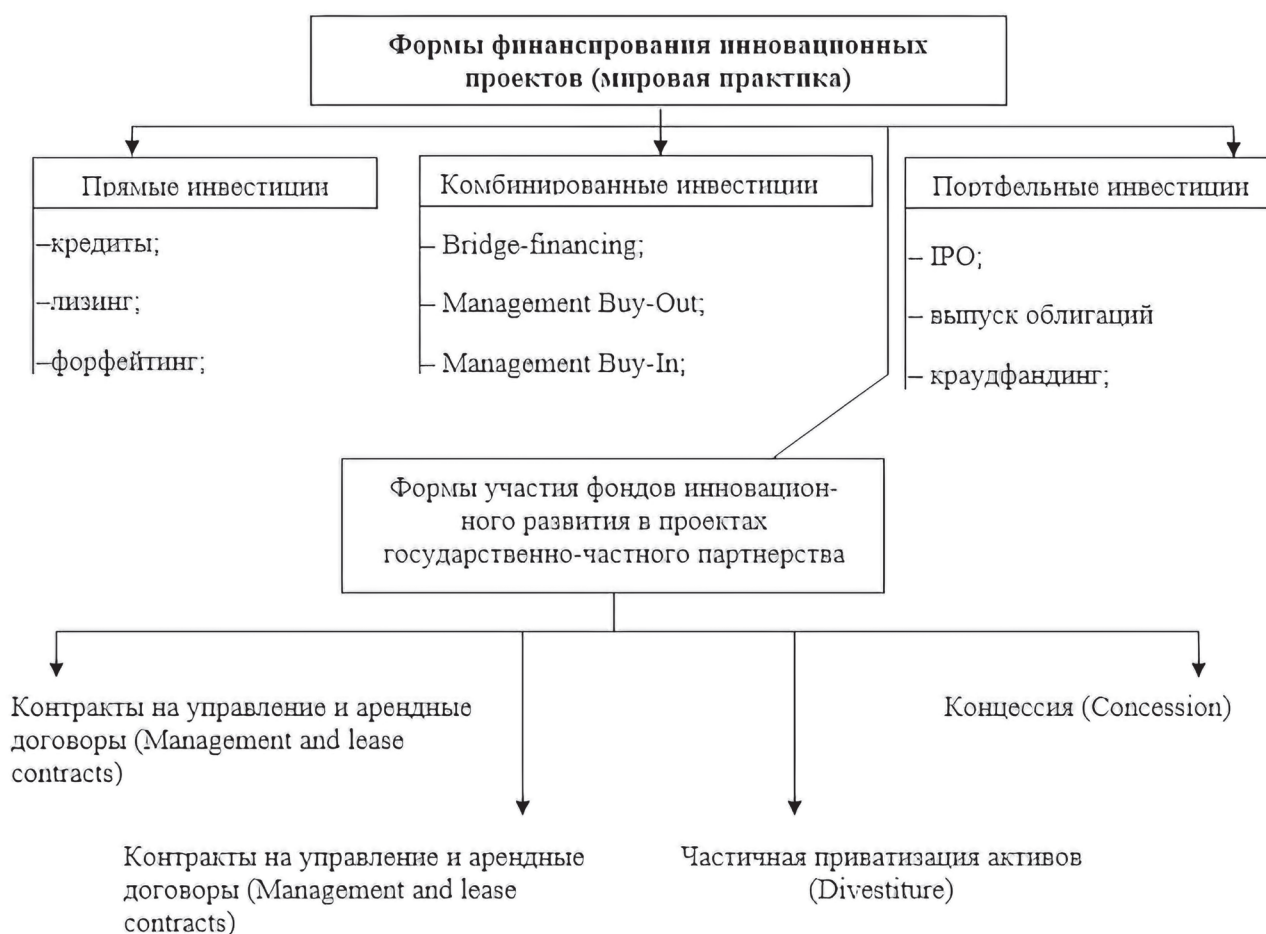 Формы финансирования инновационных
проектов (мировая практика)
Прямые инвестиции
Комбинированные инвестиции
Портфельные инвестиции
–кредиты;
–лизинг;
–форфейтинг;
– Bridge-financing;
– Management Buy-Out;
– Management Buy-In;
– IPO;
– выпуск облигаций
– краудфандинг;
Формы участия фондов инновацион-
ного развития в проектах
государственно-частного партнерства
Контракты на управление и арендные
договоры (Management and lease
contracts)
Концессия (Concession)
Контракты на управление и арендные
договоры (Management and lease
contracts)
Частичная приватизация активов
(Divestiture)